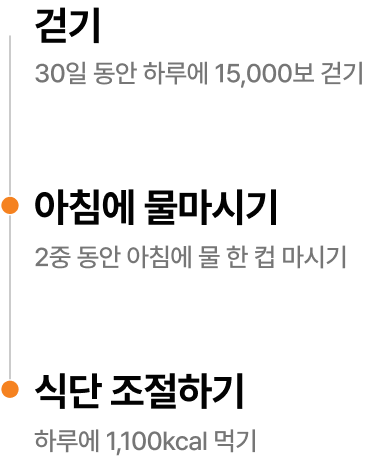 걷기
30일 동안 하루에 15,000보 걷기
아침에 물마시기
2중 동안 아침에 물 한 컵 마시기
식단 조절하기
하루에 1,100kcal 먹기